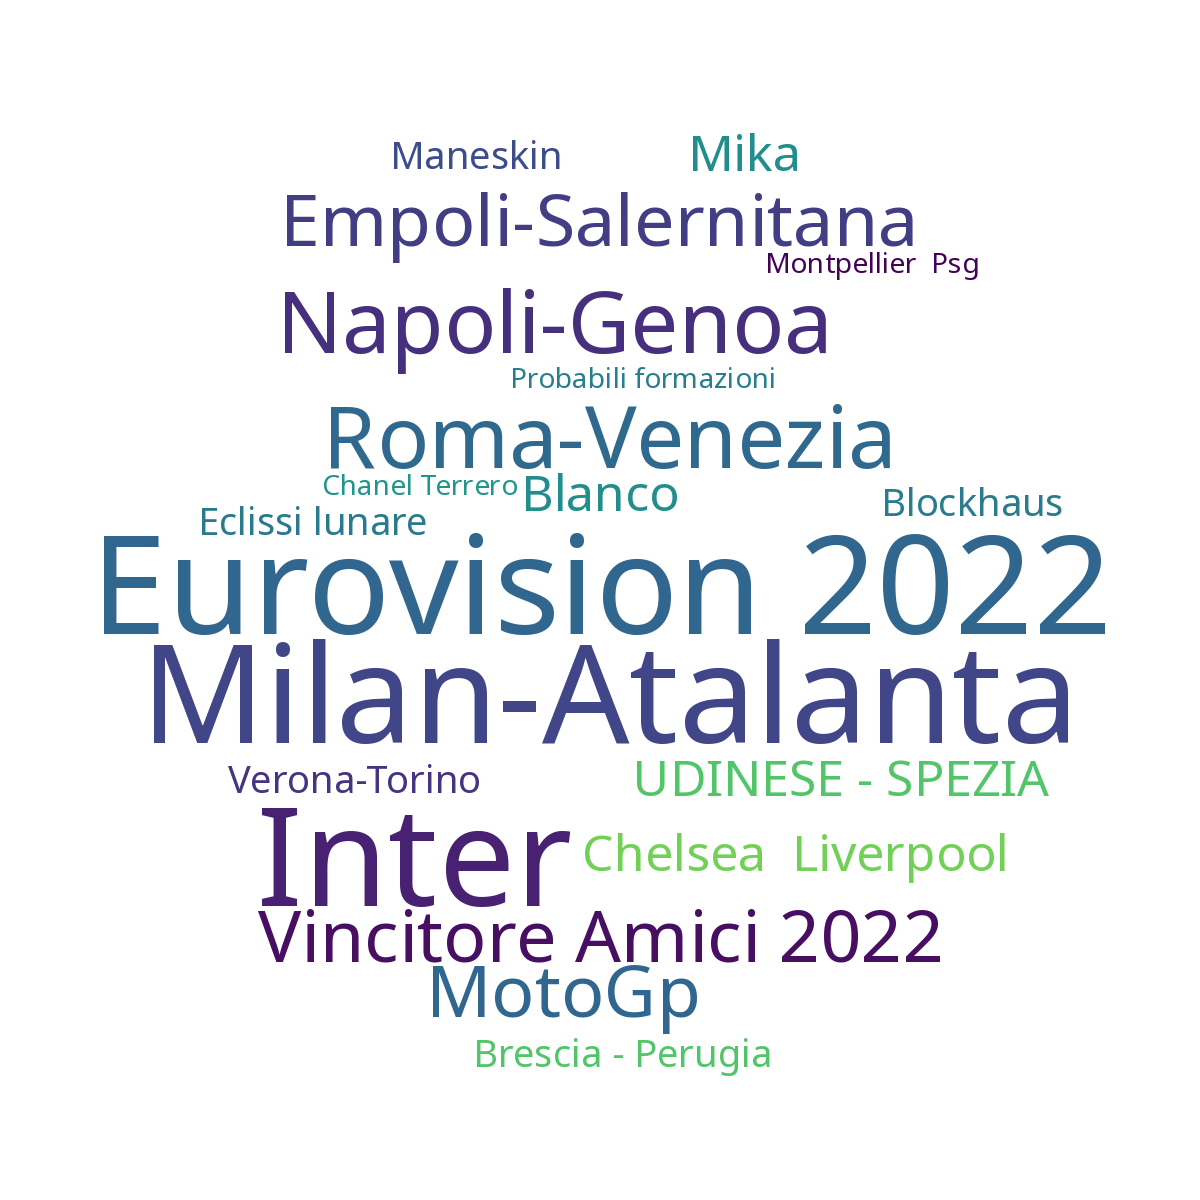 Maneskin
Mika
Empoli-Salernitana
Montpellier Psg
Napoli-Genoa
Probabili formazioni
Roma-Venezia
Chanel Terrero
Blanco
Blockhaus
Eclissi lunare
Eurovision 2022
Milan-Atalanta
Verona-Torino
UDINESE - SPEZIA
Inter
Chelsea Liverpool
Vincitore Amici 2022
MotoGp
Brescia - Perugia